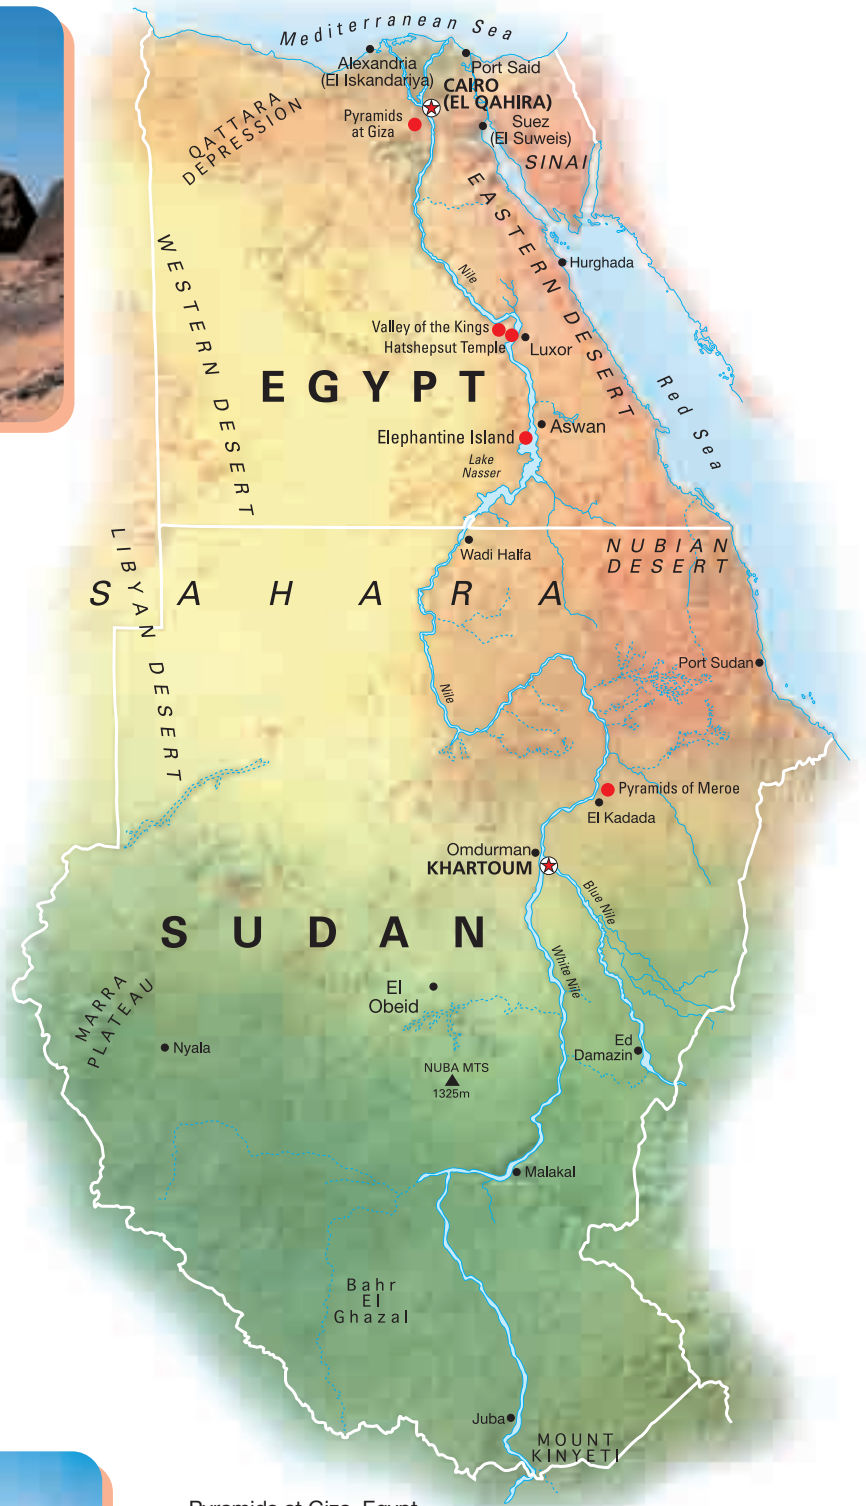 Mediterranean Sea
Alexandria
(El Iskandariya)
Port Said
CAIRO
(EL QAHIRA)
QATTARA
DEPRESSION
Pyramids
at Giza
Suez
(El Suweis)
SINAI
EASTERN DESERT
WESTERN DESERT
Nile
Hurghada
Valley of the Kings
Hatshepsut Temple
Luxor
EGYPT
Red Sea
Aswan
Elephantine Island
Lake
Nasser
LIBYAN DESERT
Wadi Halfa
NUBIAN
DESERT
SAHARA
Port Sudan
Nile
Pyramids of Meroe
El Kadada
Omdurman
KHARTOUM
Blue Nile
SUDAN
White Nile
MARRA
PLATEAU
El
Obeid
Nyala
Ed
Damazin
NUBA MTS
1325m
Malakal
Bahr
El
Ghazal
Juba
MOUNT
KINYETI
Pyramids at Giza, Egypt